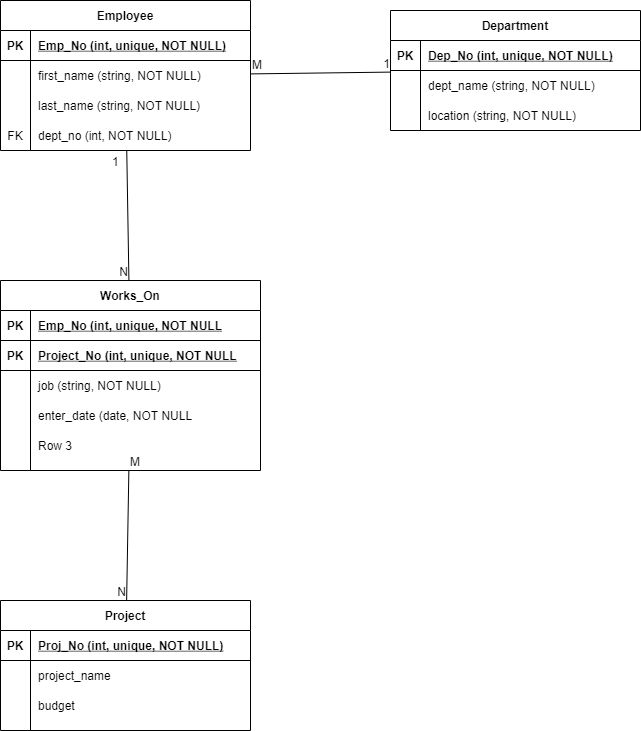 Employee
PK Emp_No (int, unique, NOT NULL)
first_name (string, NOT NULL)
last_name (string, NOT NULL)
FK dept_no (int, NOT NULL)
M 1
Department
PK Dep_No (int, unique, NOT NULL)
dept_name (string, NOT NULL)
location (string, NOT NULL)
1
N
Works_On
PK Emp_No (int, unique, NOT NULL
PK Project_No (int, unique, NOT NULL
job (string, NOT NULL)
enter_date (date, NOT NULL
Row 3
M
N
Project
PK Proj_No (int, unique, NOT NULL)
project_name
budget